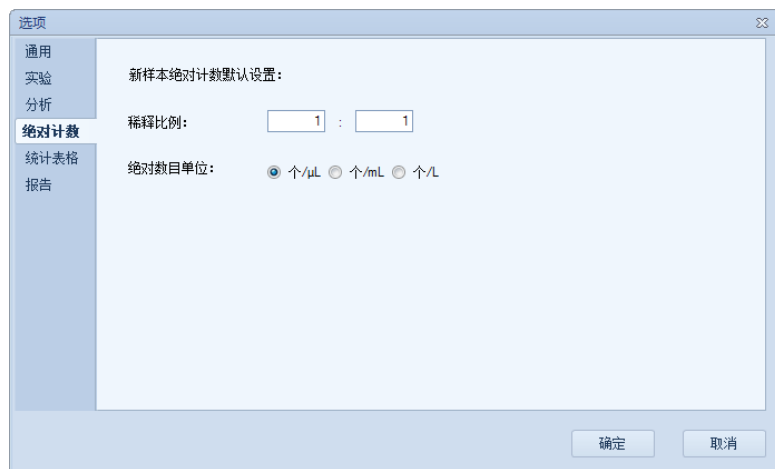 选项
通用
实验
分析
绝对计数
统计表格
报告
新样本绝对计数默认设置:
稀释比例: 1 : 1
绝对数目单位: 个/μL 个/mL 个/L
确定 取消